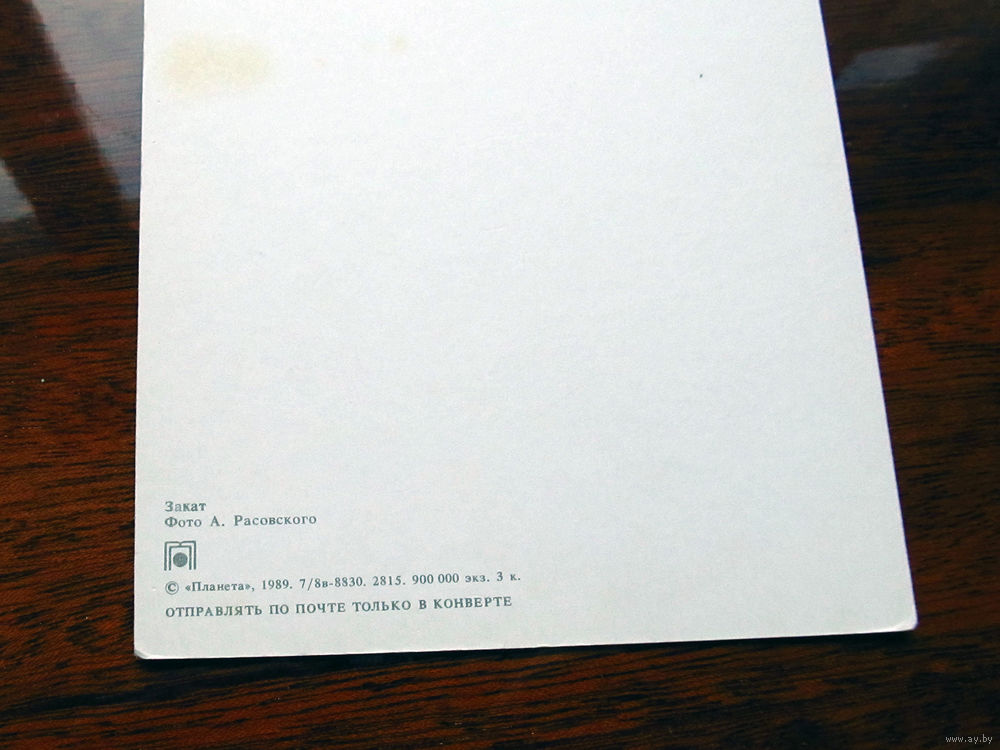 Закат
Фото А. Расовского
© «Планета», 1989. 7/8в-8830. 2815. 900 000 экз. 3 к.
ОТПРАВЛЯТЬ ПО ПОЧТЕ ТОЛЬКО В КОНВЕРТЕ
www.ay.by